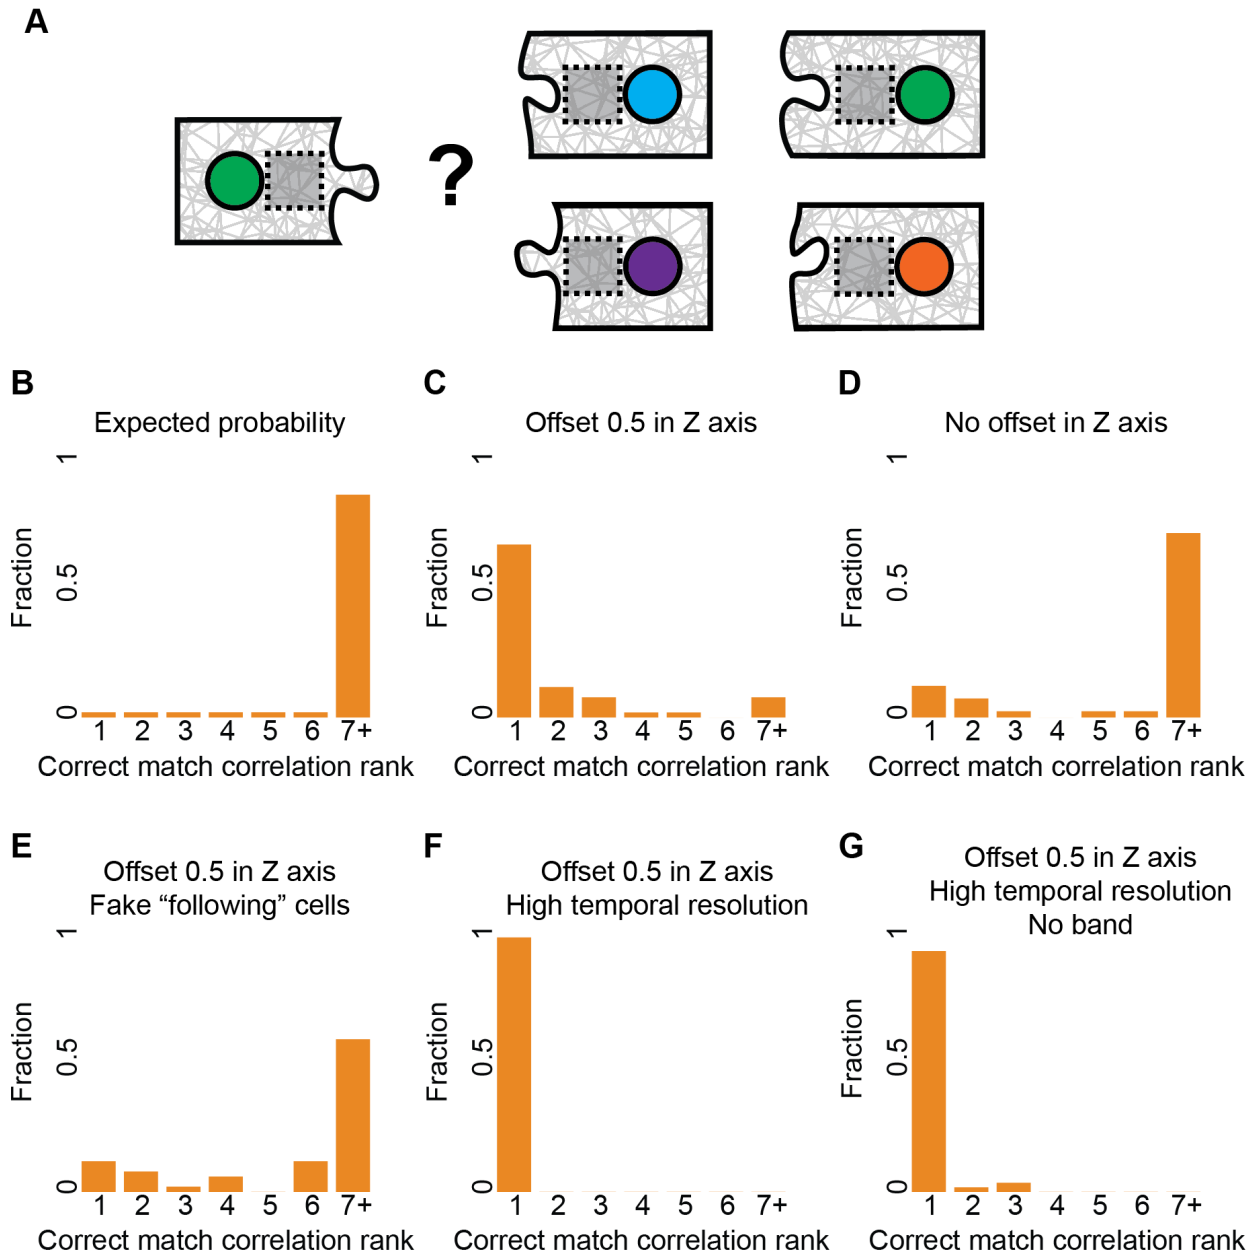 A
?
B
Expected probability
Fraction
1
0.5
0
1 2 3 4 5 6 7+
Correct match correlation rank
C
Offset 0.5 in Z axis
Fraction
1
0.5
0
1 2 3 4 5 6 7+
Correct match correlation rank
D
No offset in Z axis
Fraction
1
0.5
0
1 2 3 4 5 6 7+
Correct match correlation rank
E
Offset 0.5 in Z axis
Fake “following” cells
Fraction
1
0.5
0
1 2 3 4 5 6 7+
Correct match correlation rank
F
Offset 0.5 in Z axis
High temporal resolution
Fraction
1
0.5
0
1 2 3 4 5 6 7+
Correct match correlation rank
G
Offset 0.5 in Z axis
High temporal resolution
No band
Fraction
1
0.5
0
1 2 3 4 5 6 7+
Correct match correlation rank